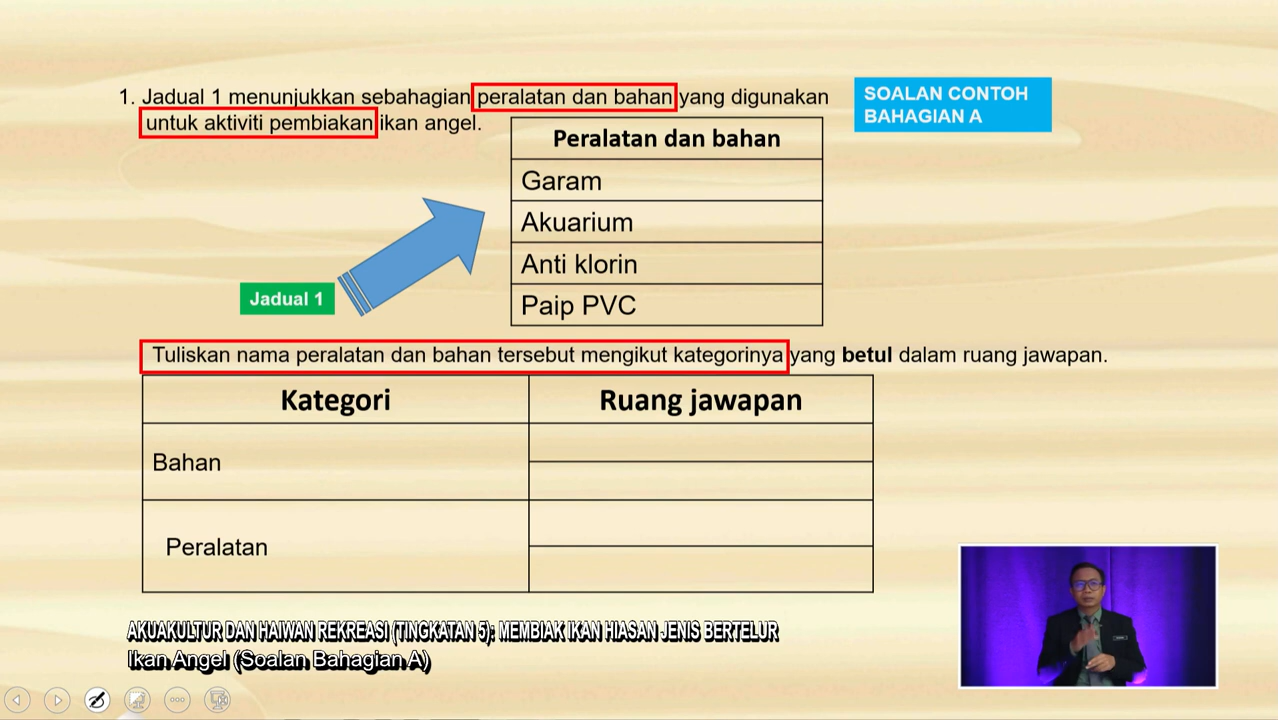 1. Jadual 1 menunjukkan sebahagian peralatan dan bahan yang digunakan
untuk aktiviti pembiakan ikan angel.
SOALAN CONTOH
BAHAGIAN A
Peralatan dan bahan
Garam
Akuarium
Anti klorin
Paip PVC
Jadual 1
Tuliskan nama peralatan dan bahan tersebut mengikut kategorinya yang betul dalam ruang jawapan.
Kategori Ruang jawapan
Bahan
Peralatan
AKUAKULTUR DAN HAIWAN REKREASI (TINGKATAN 5): MEMBIAK IKAN HIASAN JENIS BERTELUR
Ikan Angel (Soalan Bahagian A)